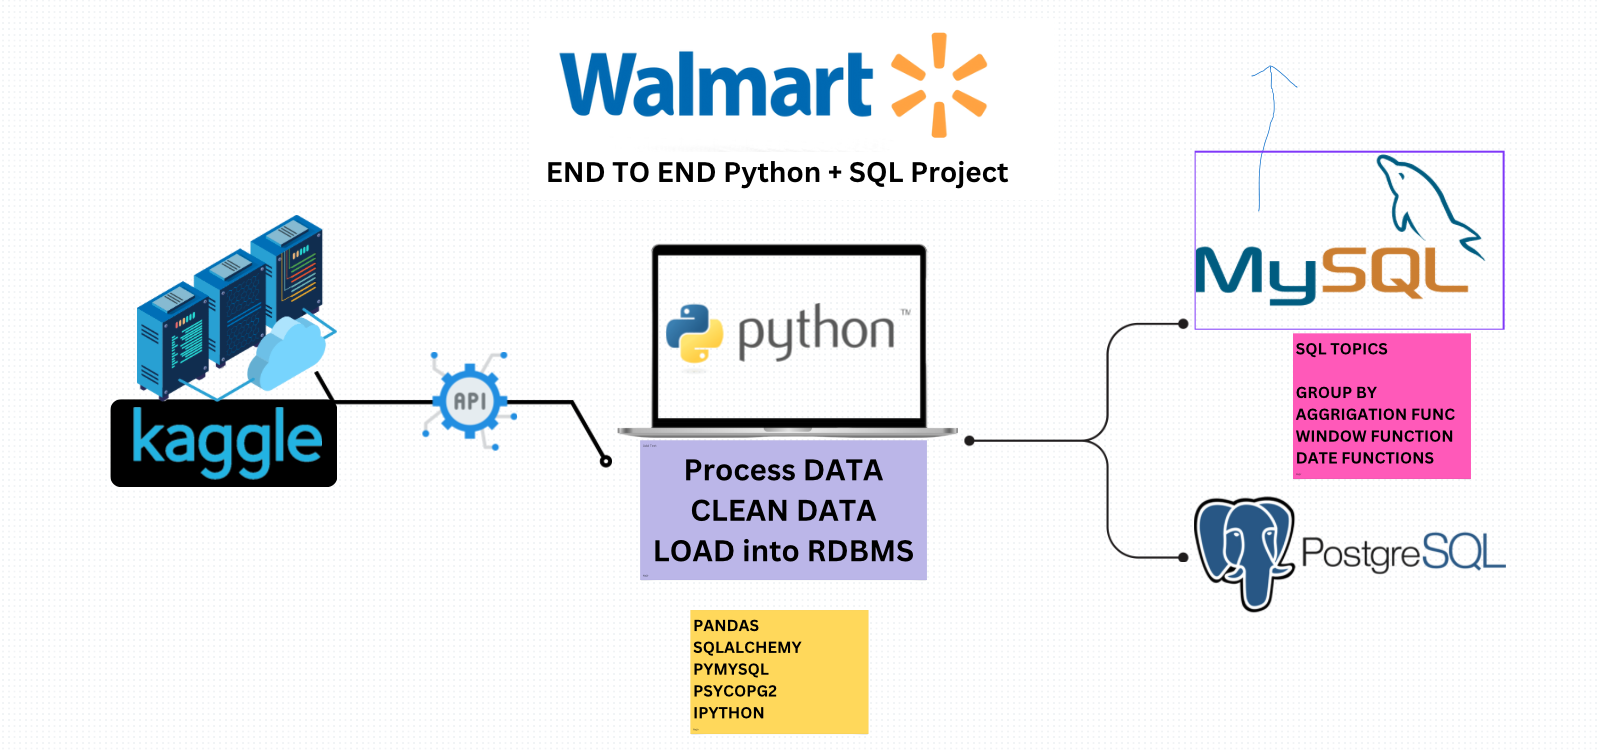 Walmart
END TO END Python + SQL Project
kaggle
API
python
TM
Process DATA
CLEAN DATA
LOAD into RDBMS
PANDAS
SQLALCHEMY
PYMYSQL
PSYCOPG2
IPYTHON
MySQL
SQL TOPICS
GROUP BY
AGGRIGATION FUNC
WINDOW FUNCTION
DATE FUNCTIONS
PostgreSQL